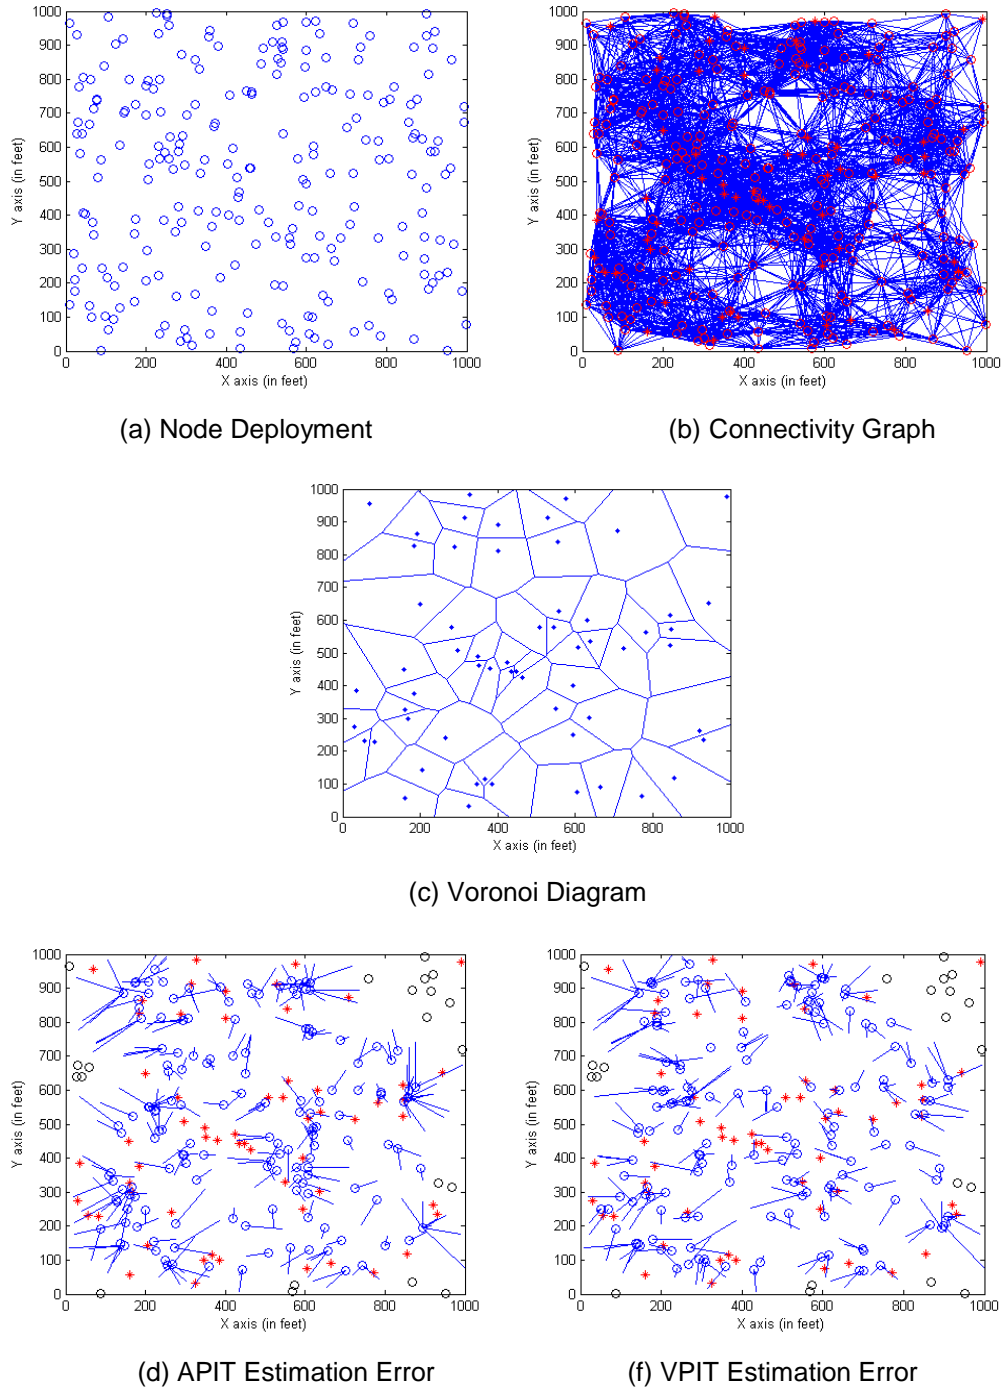 1000
900
800
700
600
500
400
300
200
100
0
Y axis (in feet)
0 200 400 600 800 1000
X axis (in feet)
(a) Node Deployment
1000
900
800
700
600
500
400
300
200
100
0
Y axis (in feet)
0 200 400 600 800 1000
X axis (in feet)
(b) Connectivity Graph
1000
900
800
700
600
500
400
300
200
100
0
Y axis (in feet)
0 200 400 600 800 1000
X axis (in feet)
(c) Voronoi Diagram
1000
900
800
700
600
500
400
300
200
100
0
Y axis (in feet)
0 200 400 600 800 1000
X axis (in feet)
(d) APIT Estimation Error
1000
900
800
700
600
500
400
300
200
100
0
Y axis (in feet)
0 200 400 600 800 1000
X axis (in feet)
(f) VPIT Estimation Error